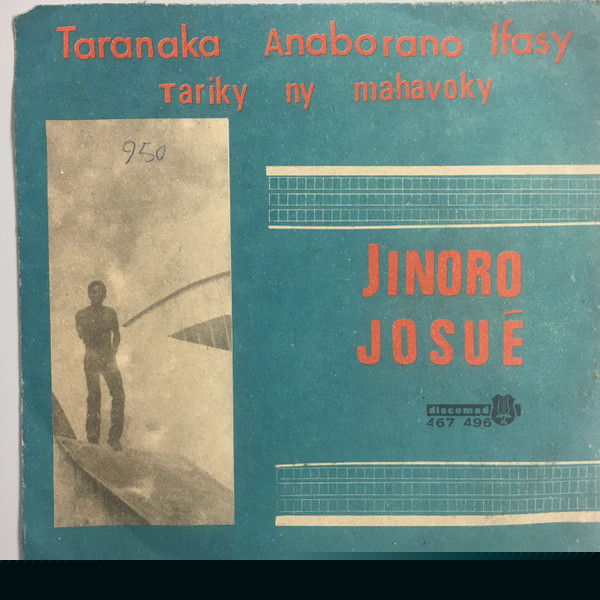 Taranaka Anaborano Ifasy
Tariky ny mahavoky
950
JINORO
JOSUÉ
discomad
467 496